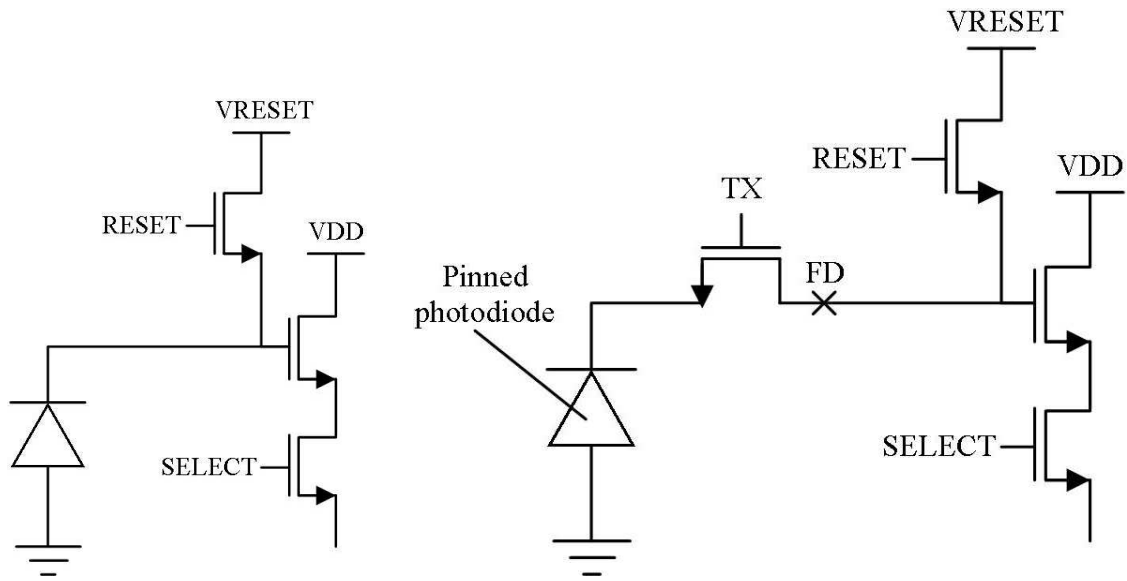 VRESET
RESET
VDD
SELECT
VRESET
RESET
VDD
TX
FD
Pinned
photodiode
SELECT